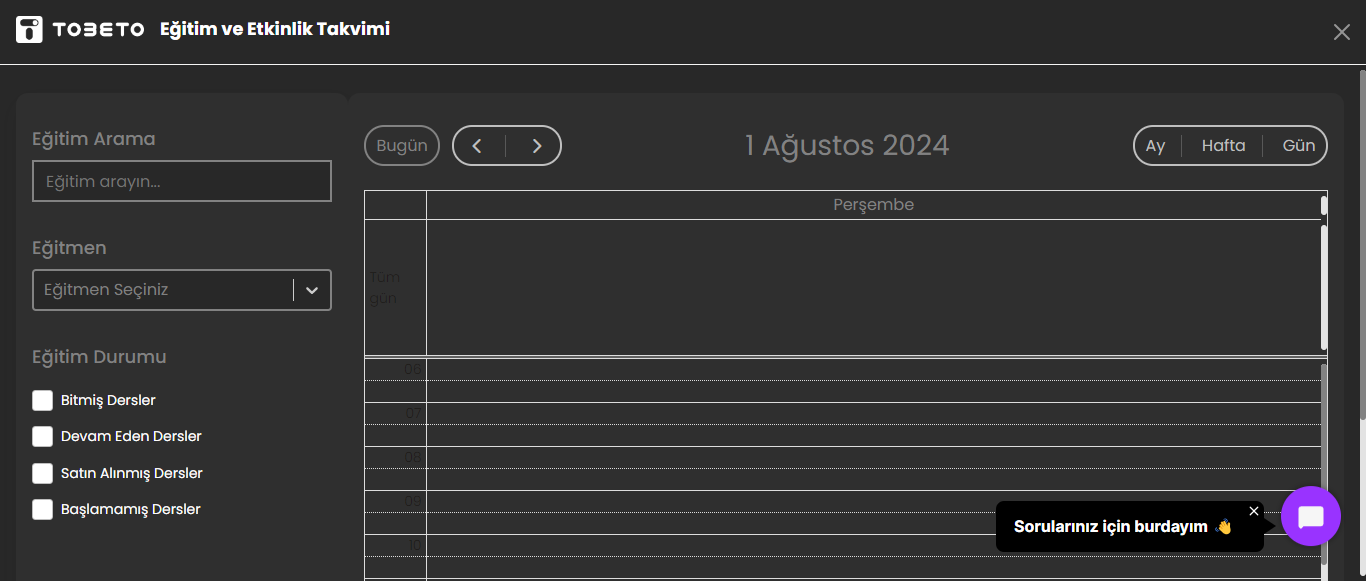 TOBETO Eğitim ve Etkinlik Takvimi
Eğitim Arama
Eğitim arayın...
Eğitmen
Eğitmen Seçiniz
Eğitim Durumu
Bitmiş Dersler
Devam Eden Dersler
Satın Alınmış Dersler
Başlamamış Dersler
Bugün
1 Ağustos 2024
Ay Hafta Gün
Perşembe
Tüm
gün
06
07
08
09
10
Sorularınız için burdayım 👋